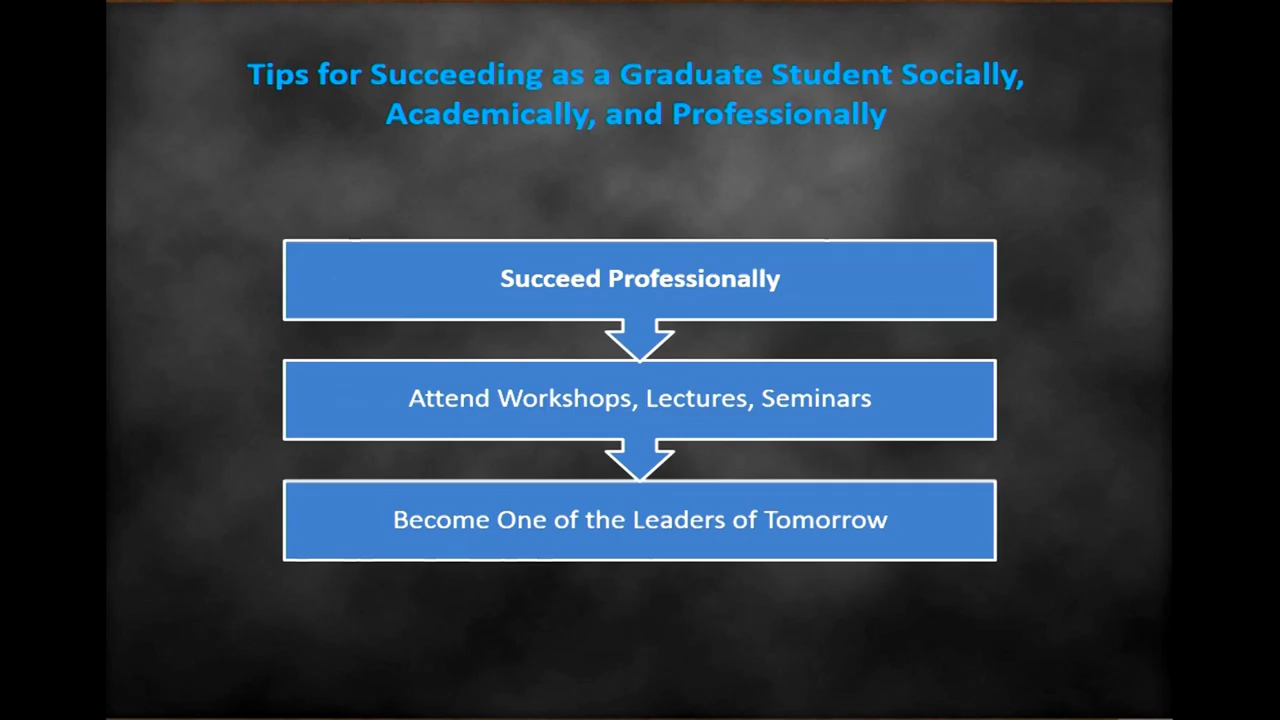 Tips for Succeeding as a Graduate Student Socially,
Academically, and Professionally
Succeed Professionally
Attend Workshops, Lectures, Seminars
Become One of the Leaders of Tomorrow